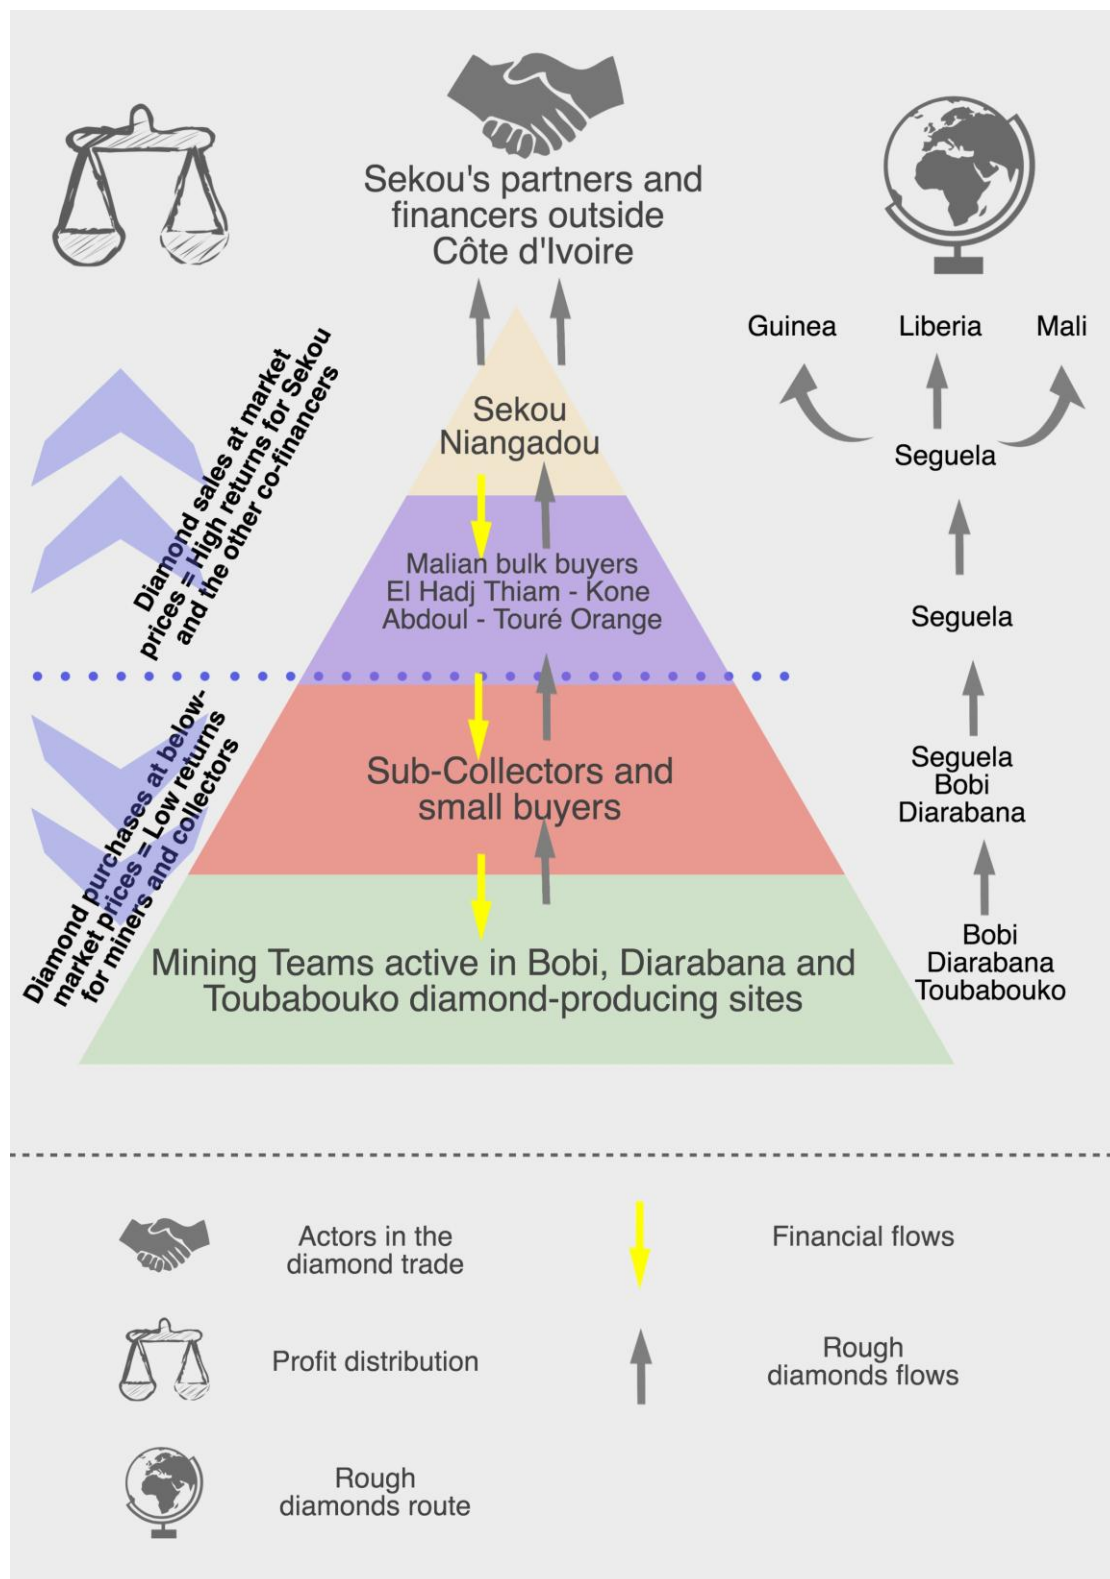 Sekou's partners and
financers outside
Côte d'Ivoire
Guinea
Liberia
Mali
Diamond sales at market
prices = High returns for Sekou
and the other co-financers
Sekou
Niangadou
Seguela
Malian bulk buyers
El Hadj Thiam - Kone
Abdoul - Touré Orange
Seguela
Diamond purchases at below-
market prices = Low returns
for miners and collectors
Sub-Collectors and
small buyers
Seguela
Bobi
Diarabana
Mining Teams active in Bobi, Diarabana and
Toubabouko diamond-producing sites
Bobi
Diarabana
Toubabouko
Actors in the
diamond trade
Financial flows
Profit distribution
Rough
diamonds flows
Rough
diamonds route